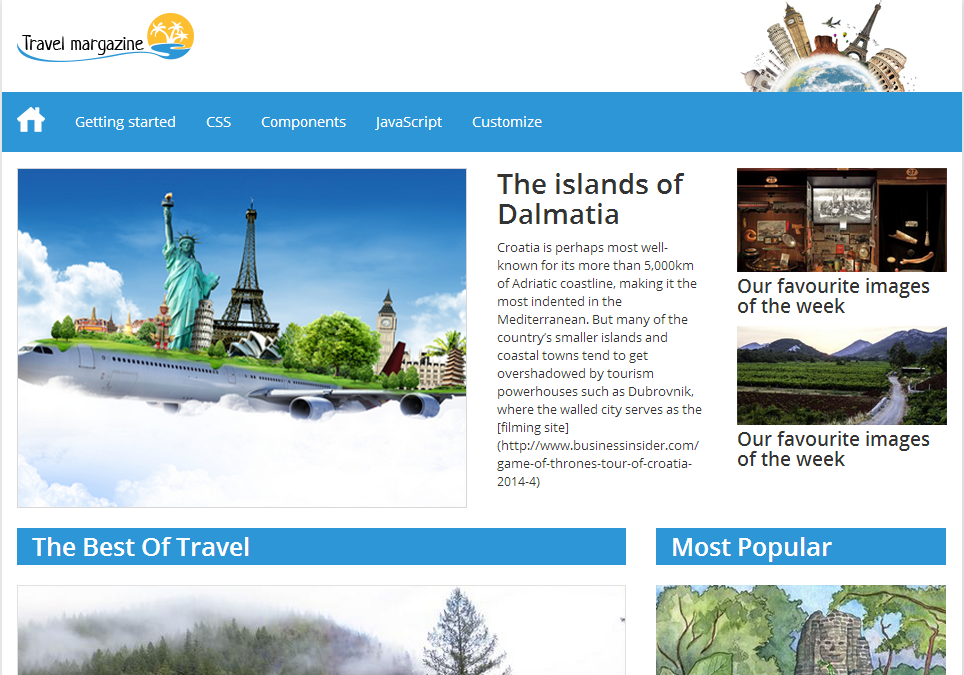 Travel margazine
Getting started
CSS
Components
JavaScript
Customize
The islands of
Dalmatia
Croatia is perhaps most well-
known for its more than 5,000km
of Adriatic coastline, making it the
most indented in the
Mediterranean. But many of the
country’s smaller islands and
coastal towns tend to get
overshadowed by tourism
powerhouses such as Dubrovnik,
where the walled city serves as the
[filming site]
(http://www.businessinsider.com/
game-of-thrones-tour-of-croatia-
2014-4)
Our favourite images
of the week
Our favourite images
of the week
The Best Of Travel
Most Popular